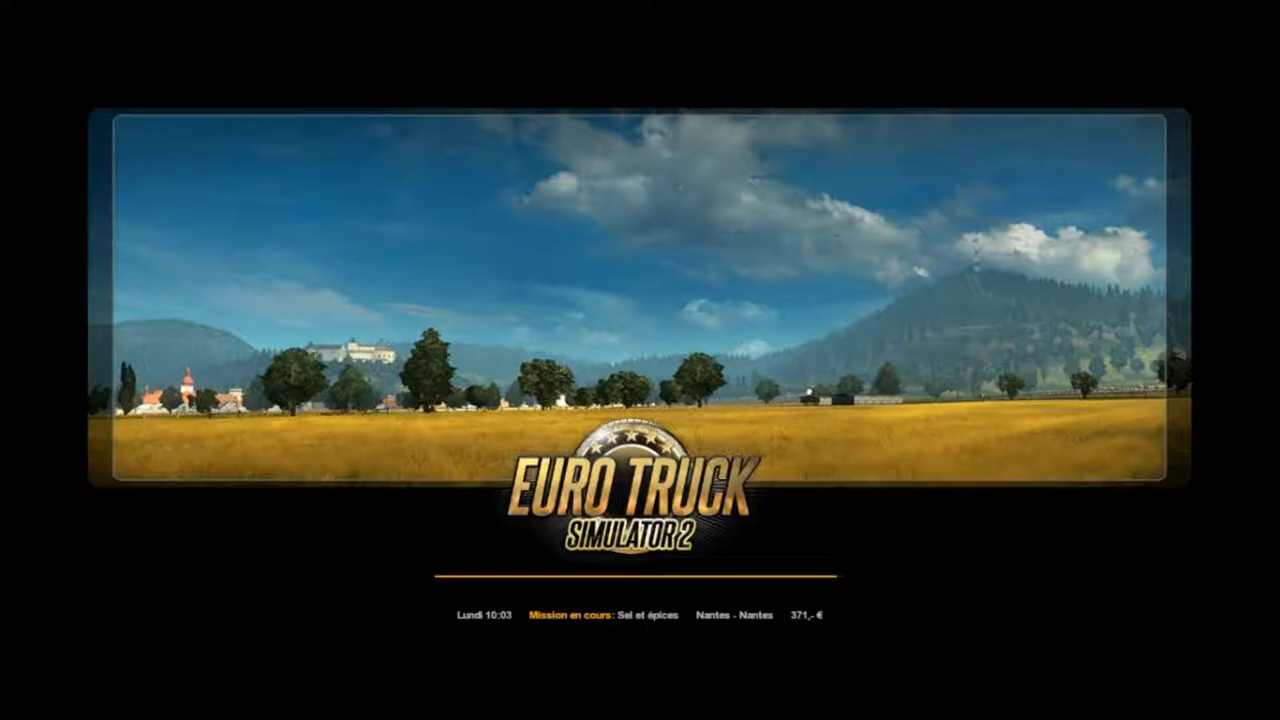 EURO TRUCK
SIMULATOR 2
Lundi 10:03 Mission en cours: Sel et épices Nantes - Nantes 371,- €